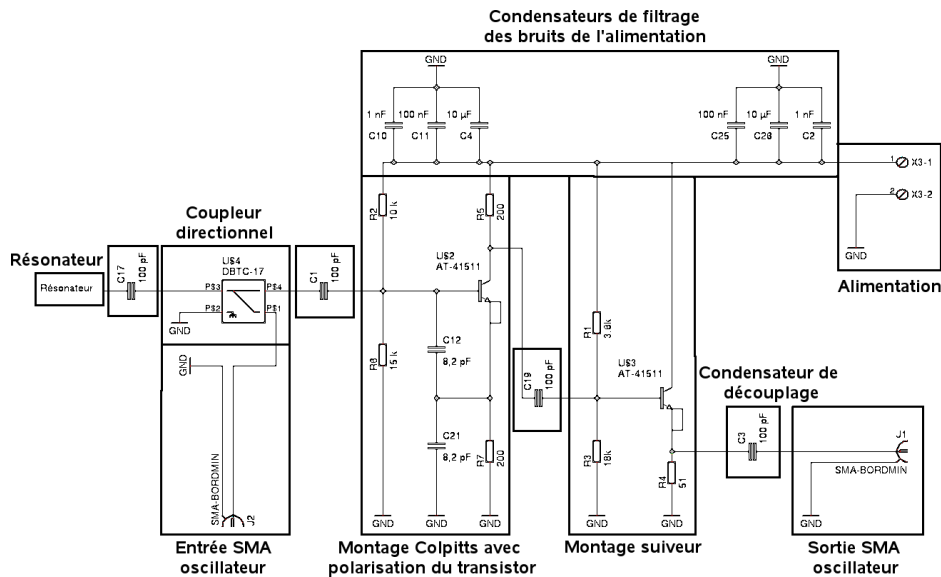 Condensateurs de filtrage
des bruits de l'alimentation
GND
GND
1 nF
100 nF
10 µF
C10
C11
C4
100 nF
10 µF
1 nF
C25
C26
C2
1
X3-1
2
X3-2
GND
Alimentation
R2
10 k
R5
200
Coupleur
directionnel
U$4
DBTC-17
P$3
P$4
P$2
P$1
GND
Résonateur
Résonateur
C17
100 pF
C1
100 pF
U$2
AT-41511
C12
8,2 pF
R6
15 k
C21
8,2 pF
R7
200
GND
GND
GND
C19
100 pF
R1
3.8k
U$3
AT-41511
R3
18k
R4
51
GND
GND
Condensateur de
découplage
C3
100 pF
J1
SMA-BORDMIN
GND
GND
SMA-BORDMIN
J2
Entrée SMA
oscillateur
Montage Colpitts avec
polarisation du transistor
Montage suiveur
Sortie SMA
oscillateur